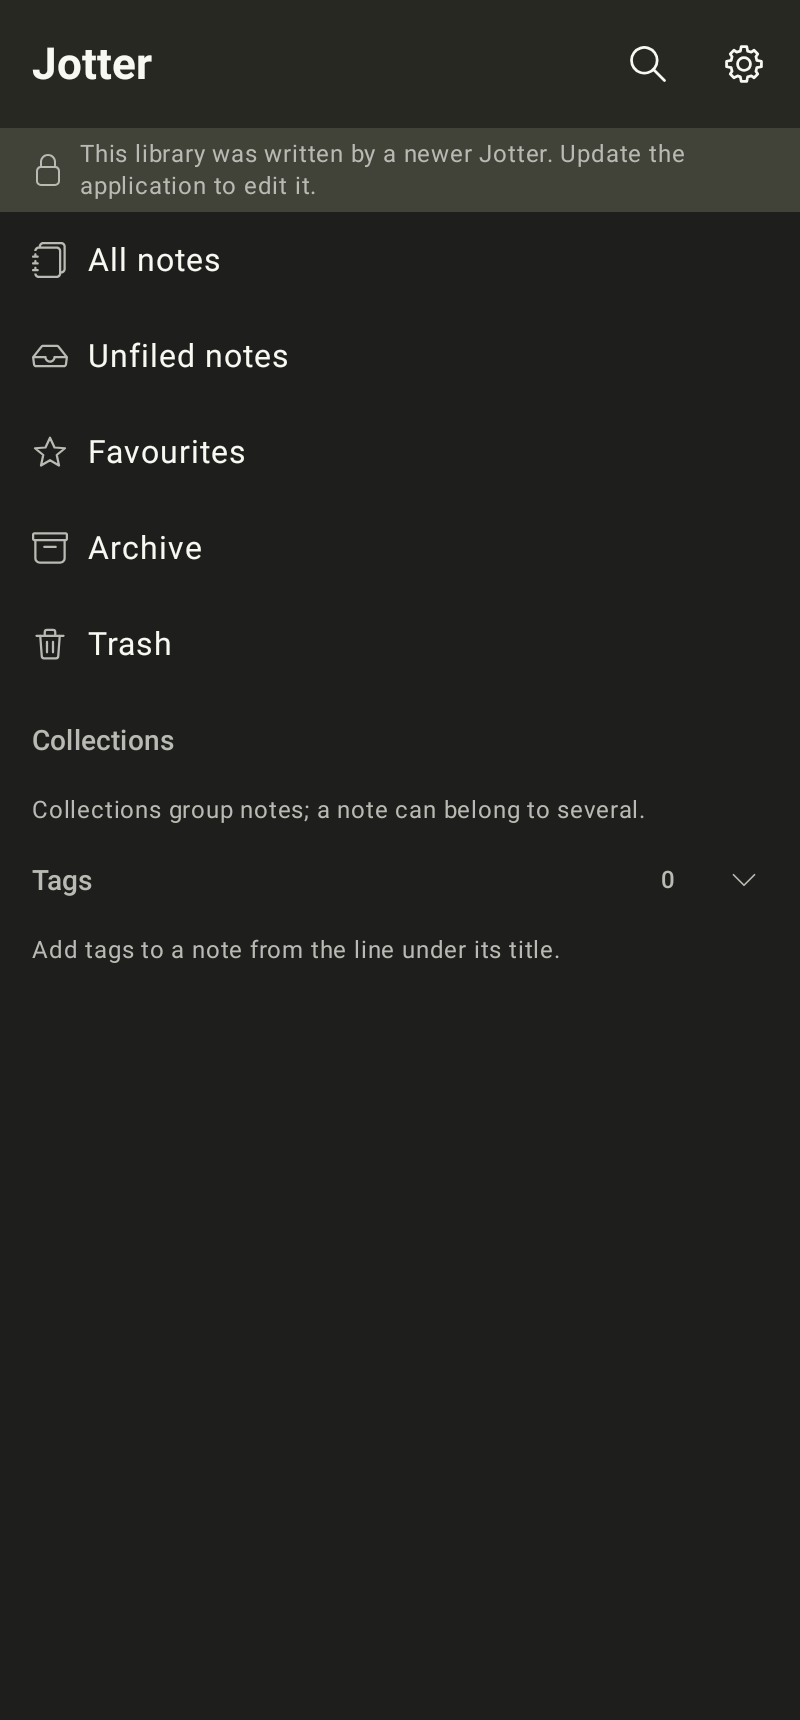 Jotter
This library was written by a newer Jotter. Update the
application to edit it.
All notes
Unfiled notes
Favourites
Archive
Trash
Collections
Collections group notes; a note can belong to several.
Tags 0
Add tags to a note from the line under its title.